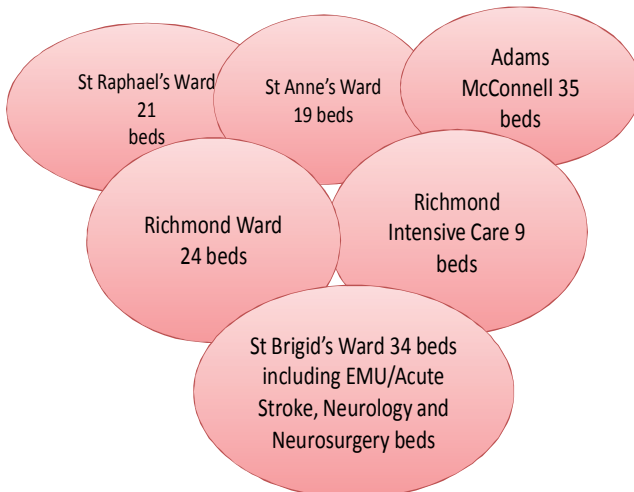 St Raphael’s Ward
21
beds
St Anne’s Ward
19 beds
Adams
McConnell 35
beds
Richmond Ward
24 beds
Richmond
Intensive Care 9
beds
St Brigid’s Ward 34 beds
including EMU/Acute
Stroke, Neurology and
Neurosurgery beds